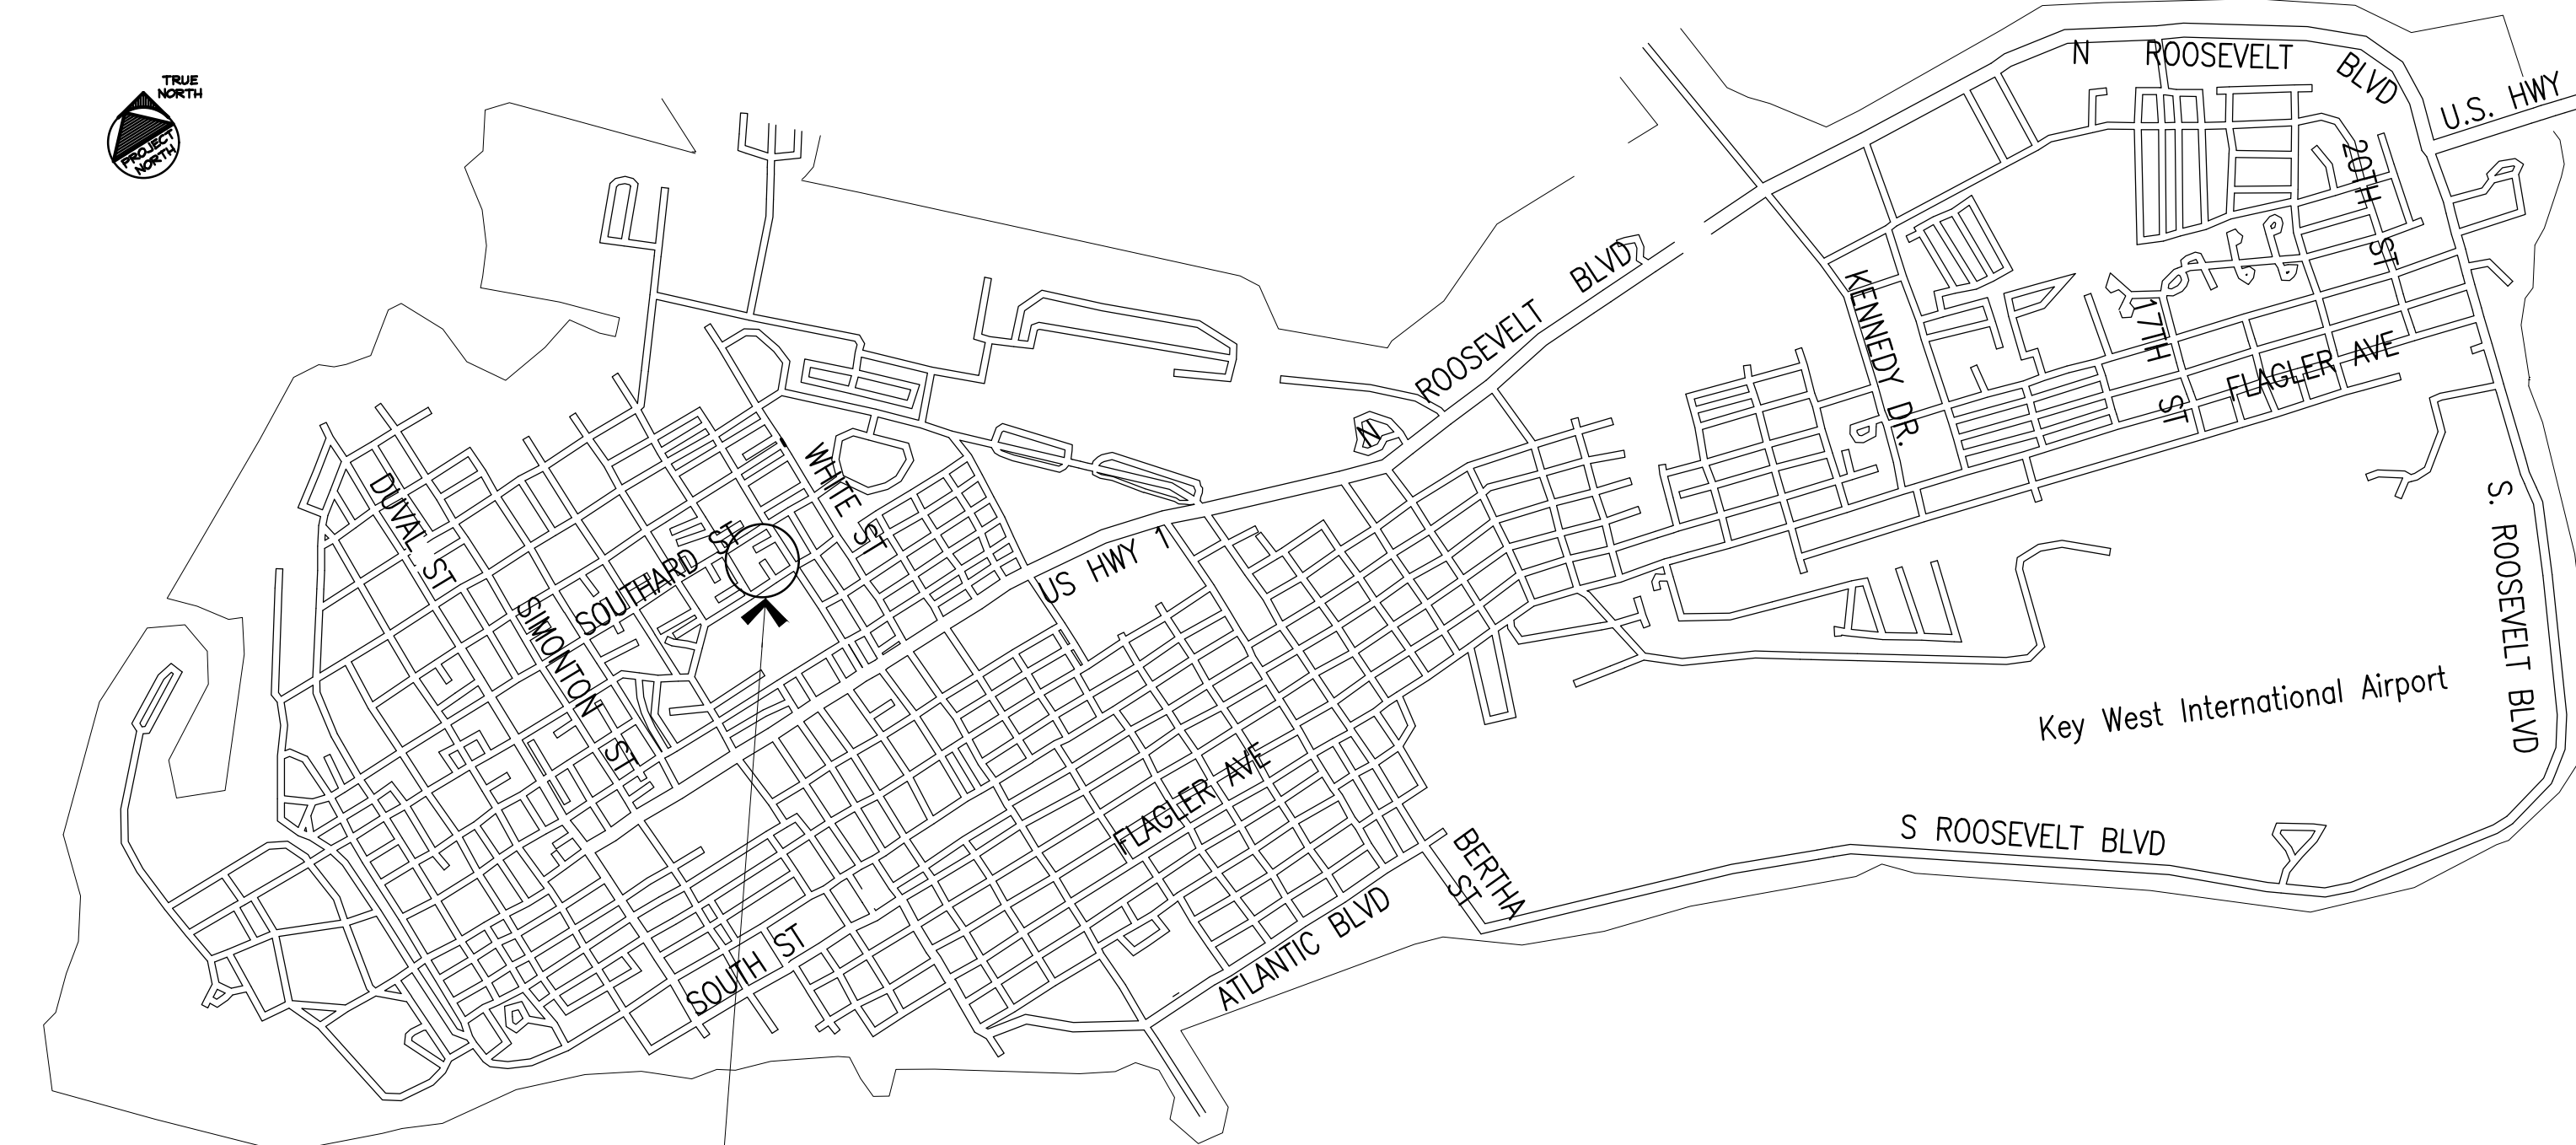 TRUE
NORTH
PROJECT
NORTH
N ROOSEVELT BLVD
U.S. HWY
20TH ST
N ROOSEVELT BLVD
KENNEDY DR.
17TH ST
FLAGLER AVE
WHITE ST
DUVAL ST
SOUTHARD ST
SIMONTON ST
US HWY 1
S. ROOSEVELT BLVD
Key West International Airport
FLAGLER AVE
S ROOSEVELT BLVD
BERTHA ST
ATLANTIC BLVD
SOUTH ST